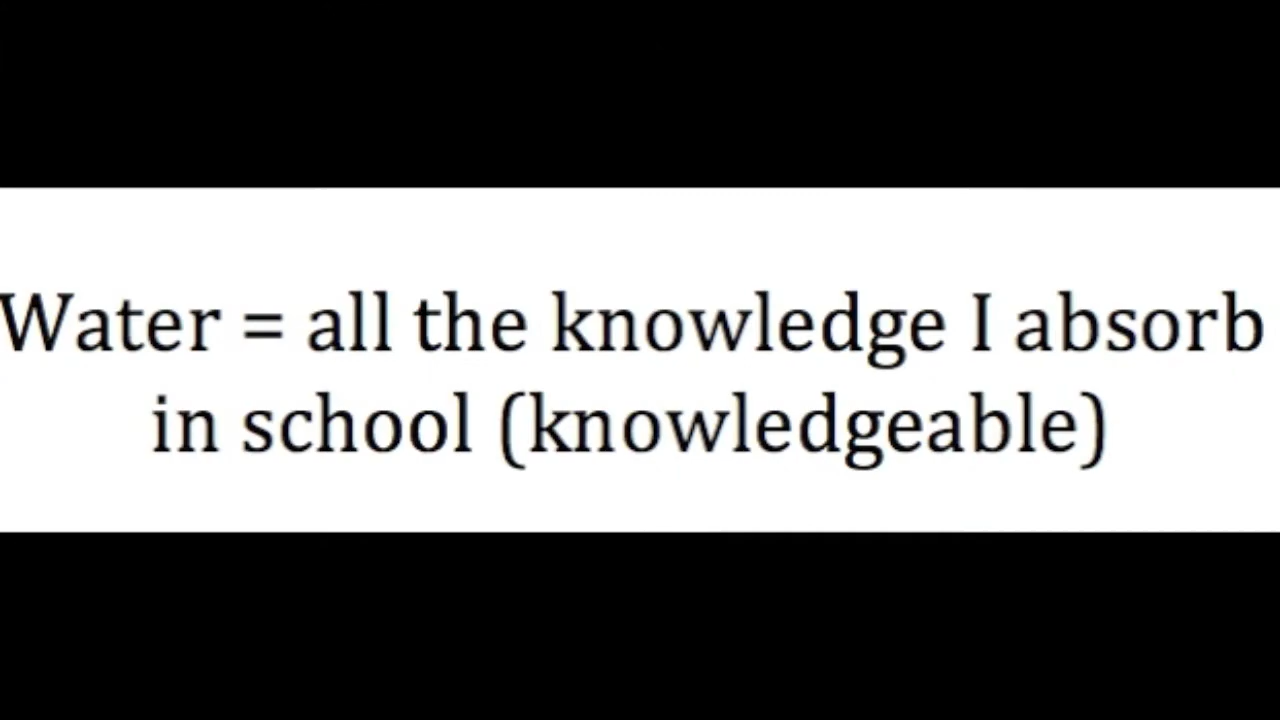 Water = all the knowledge I absorb
in school (knowledgeable)